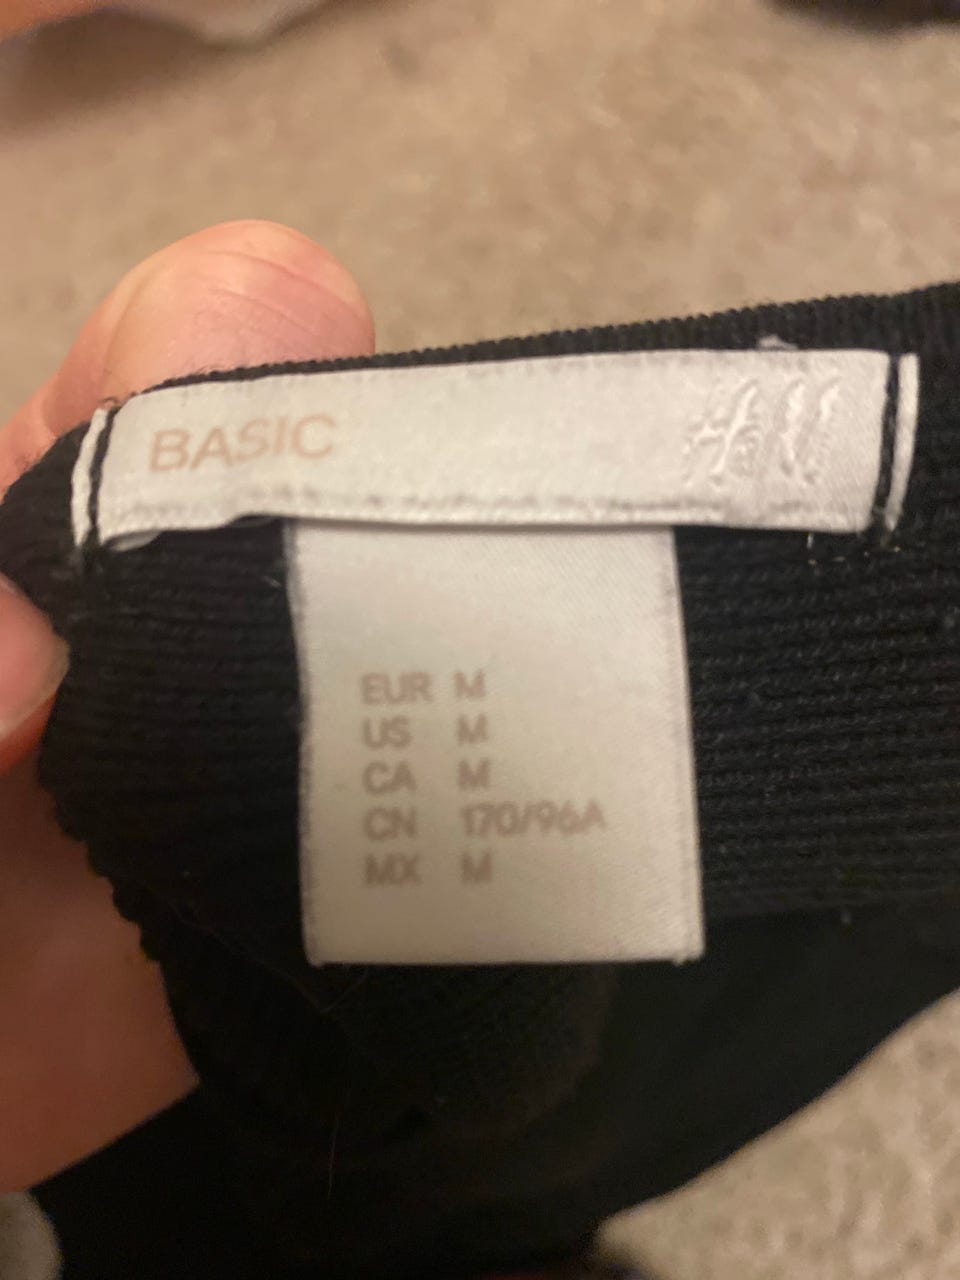 BASIC H&M
EUR M
US M
CA M
CN 170/96A
MX M